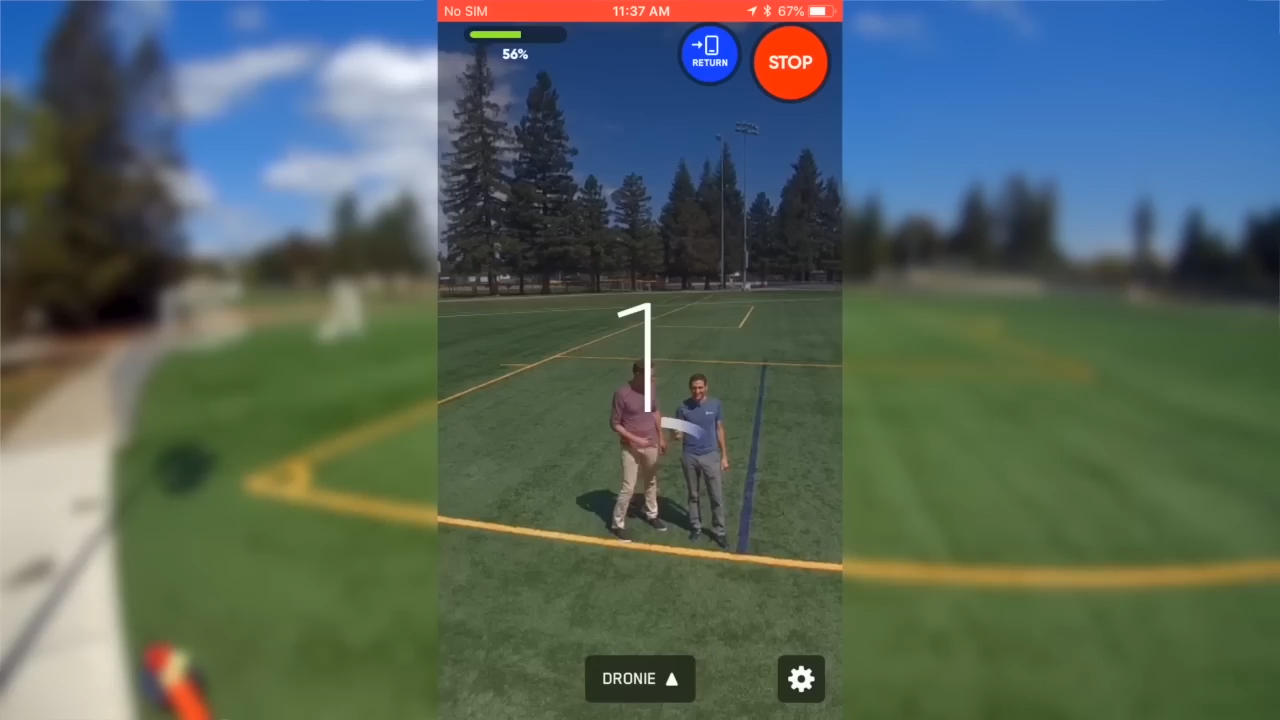 No SIM
11:37 AM
67%
56%
RETURN
STOP
1
DRONIE